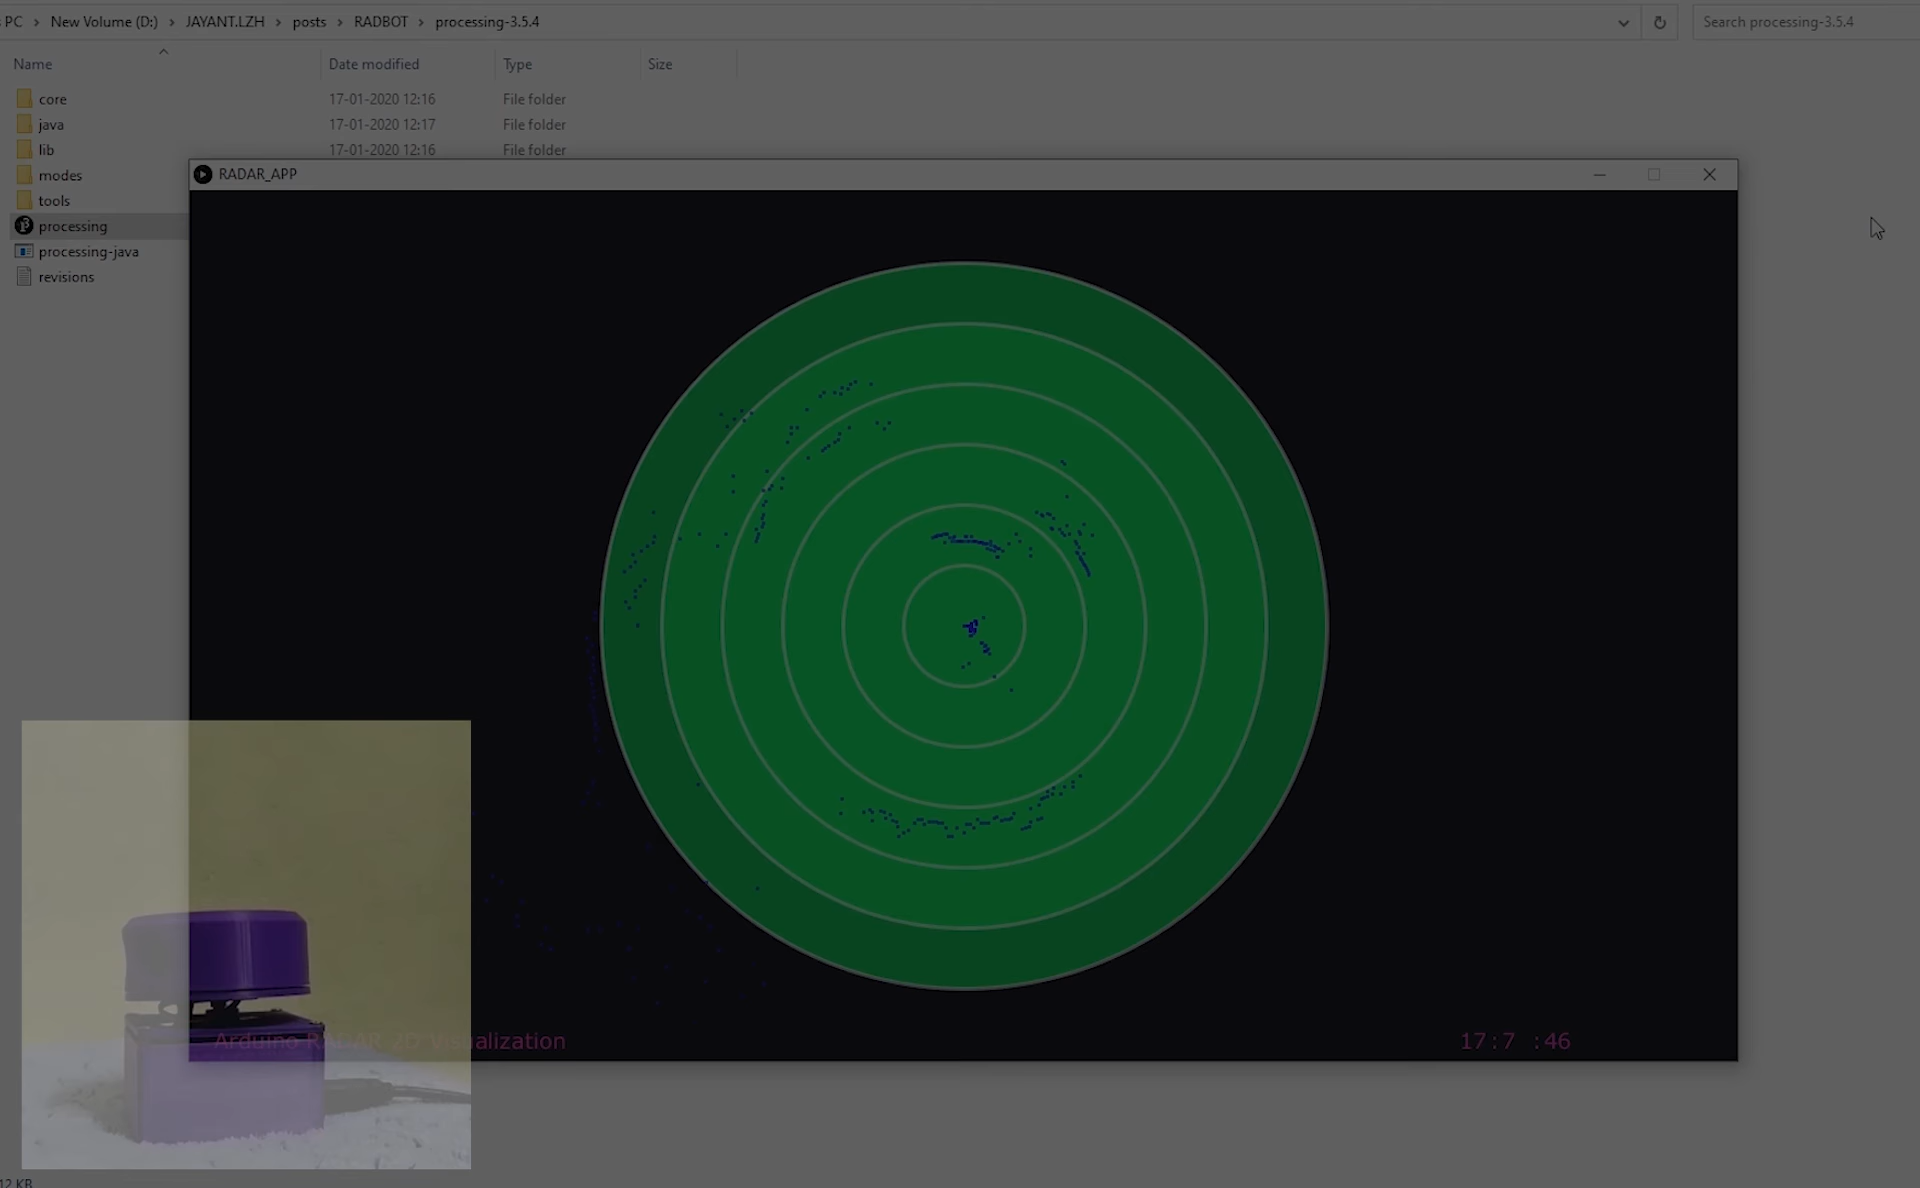 PC > New Volume (D:) > JAYANT.LZH > posts > RADBOT > processing-3.5.4
Search processing-3.5.4
Name Date modified Type Size
core 17-01-2020 12:16 File folder
java 17-01-2020 12:17 File folder
lib 17-01-2020 12:16 File folder
modes
tools
processing
processing-java
revisions
RADAR_APP
Arduino RADAR 2D Visualization
17:7 :46
12 KB